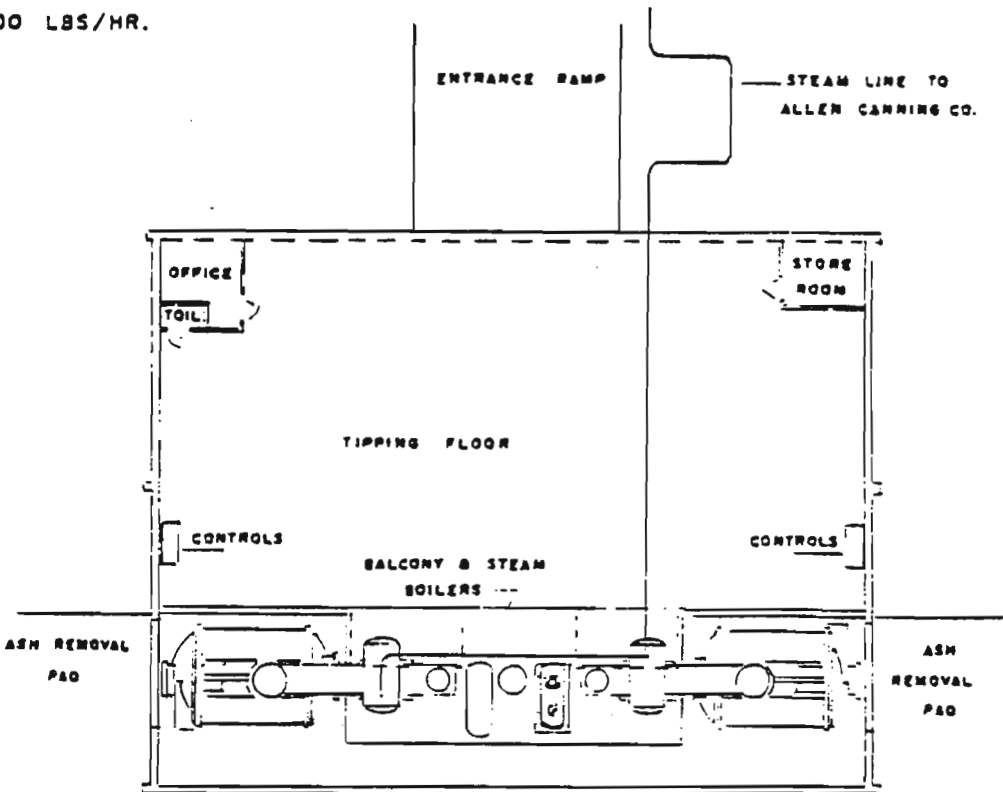 00 LBS/HR.
ENTRANCE RAMP
STEAM LINE TO
ALLEN CANNING CO.
OFFICE
TOIL.
STORE
ROOM
TIPPING FLOOR
CONTROLS
CONTROLS
BALCONY & STEAM
BOILERS
ASH REMOVAL
PAD
ASH
REMOVAL
PAD